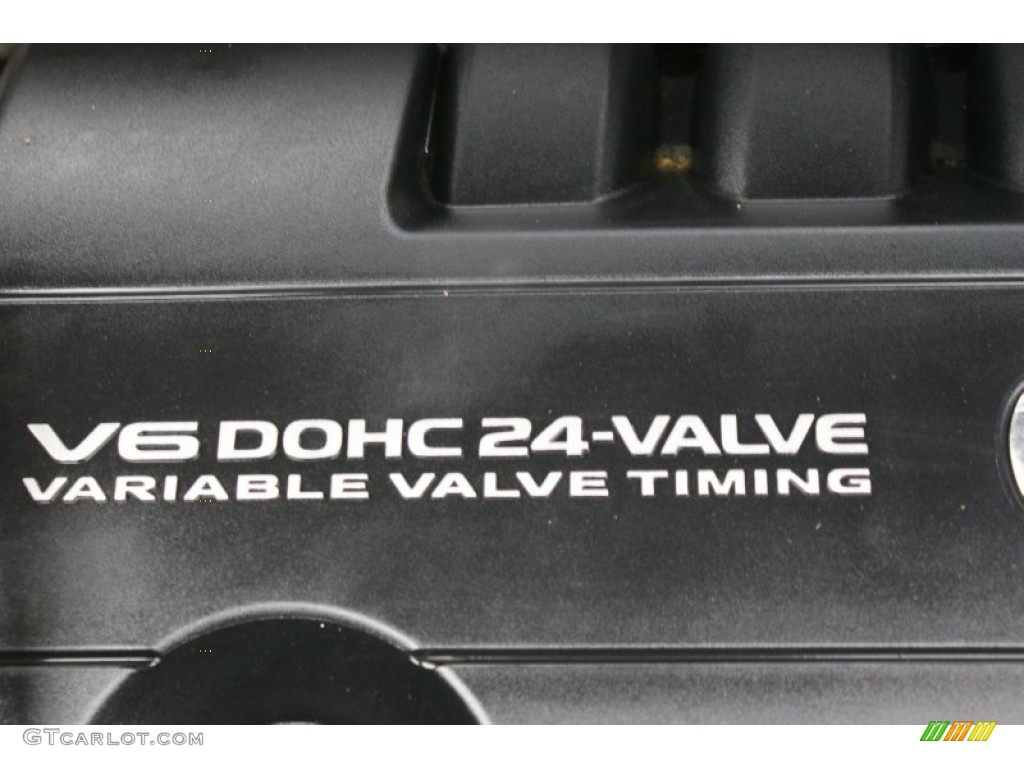 V6 DOHC 24-VALVE
VARIABLE VALVE TIMING
GTCARLOT.COM